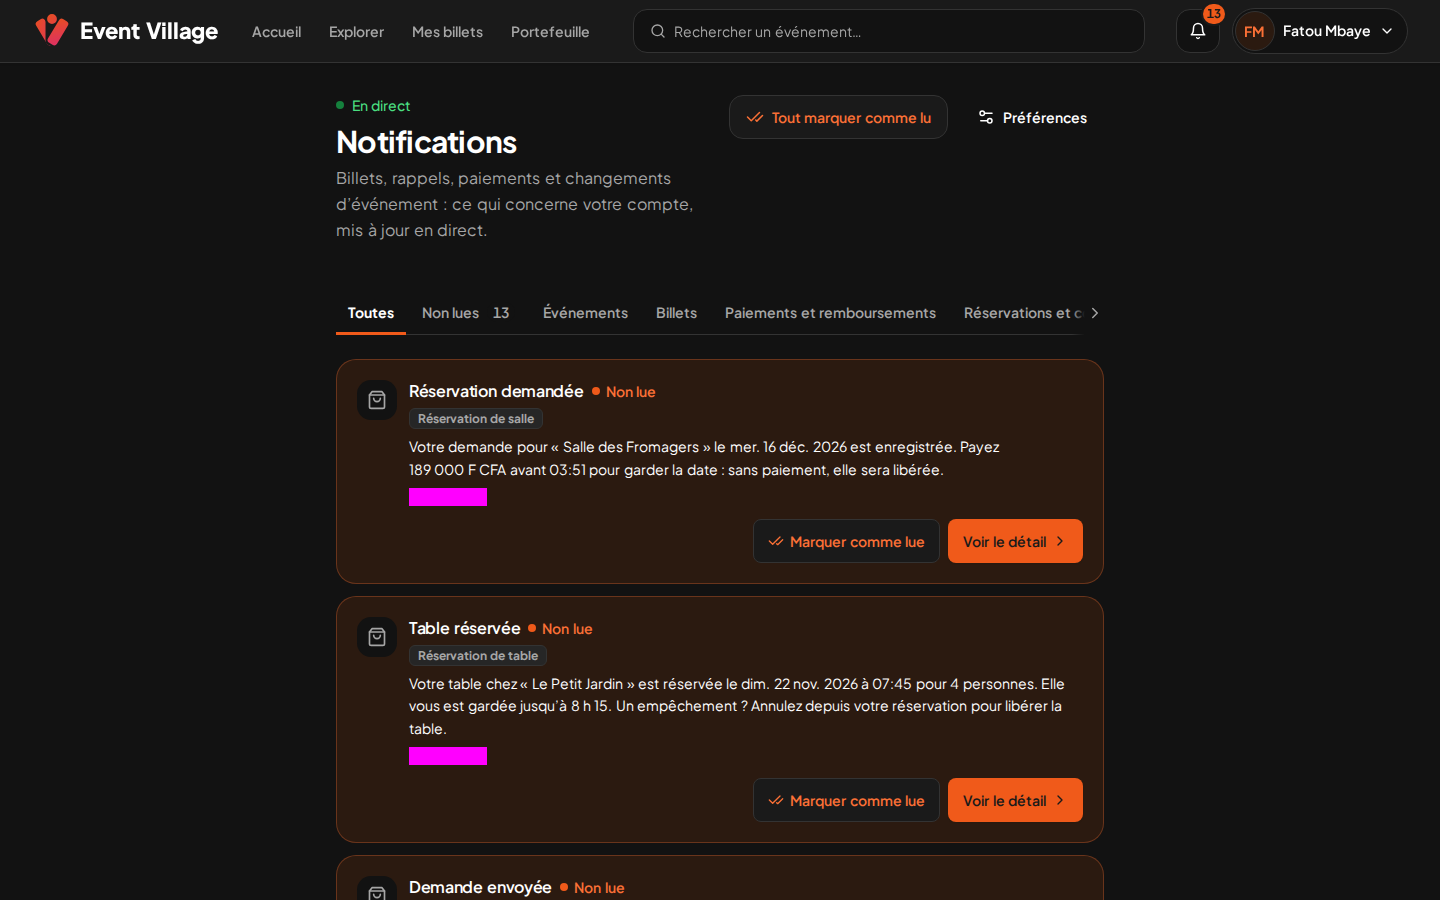 Event Village
Accueil
Explorer
Mes billets
Portefeuille
Rechercher un événement…
13
FM
Fatou Mbaye
En direct
Notifications
Billets, rappels, paiements et changements
d’événement : ce qui concerne votre compte,
mis à jour en direct.
Tout marquer comme lu
Préférences
Toutes
Non lues 13
Événements
Billets
Paiements et remboursements
Réservations et
Réservation demandée
Non lue
Réservation de salle
Votre demande pour « Salle des Fromagers » le mer. 16 déc. 2026 est enregistrée. Payez
189 000 F CFA avant 03:51 pour garder la date : sans paiement, elle sera libérée.
Marquer comme lue
Voir le détail
Table réservée
Non lue
Réservation de table
Votre table chez « Le Petit Jardin » est réservée le dim. 22 nov. 2026 à 07:45 pour 4 personnes. Elle
vous est gardée jusqu’à 8 h 15. Un empêchement ? Annulez depuis votre réservation pour libérer la
table.
Marquer comme lue
Voir le détail
Demande envoyée
Non lue